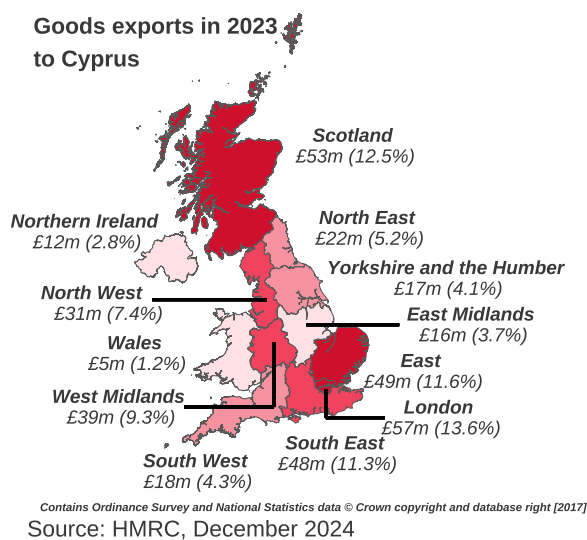 Goods exports in 2023
to Cyprus
Scotland
£53m (12.5%)
Northern Ireland
£12m (2.8%)
North East
£22m (5.2%)
Yorkshire and the Humber
£17m (4.1%)
North West
£31m (7.4%)
East Midlands
£16m (3.7%)
Wales
£5m (1.2%)
East
£49m (11.6%)
West Midlands
£39m (9.3%)
London
£57m (13.6%)
South East
£48m (11.3%)
South West
£18m (4.3%)
Contains Ordinance Survey and National Statistics data © Crown copyright and database right [2017]
Source: HMRC, December 2024